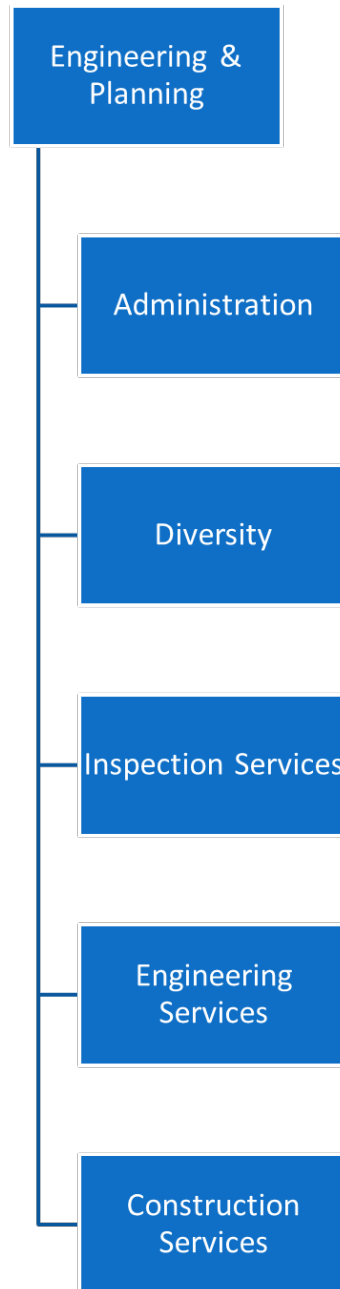 Engineering &
Planning
Administration
Diversity
Inspection Services
Engineering
Services
Construction
Services